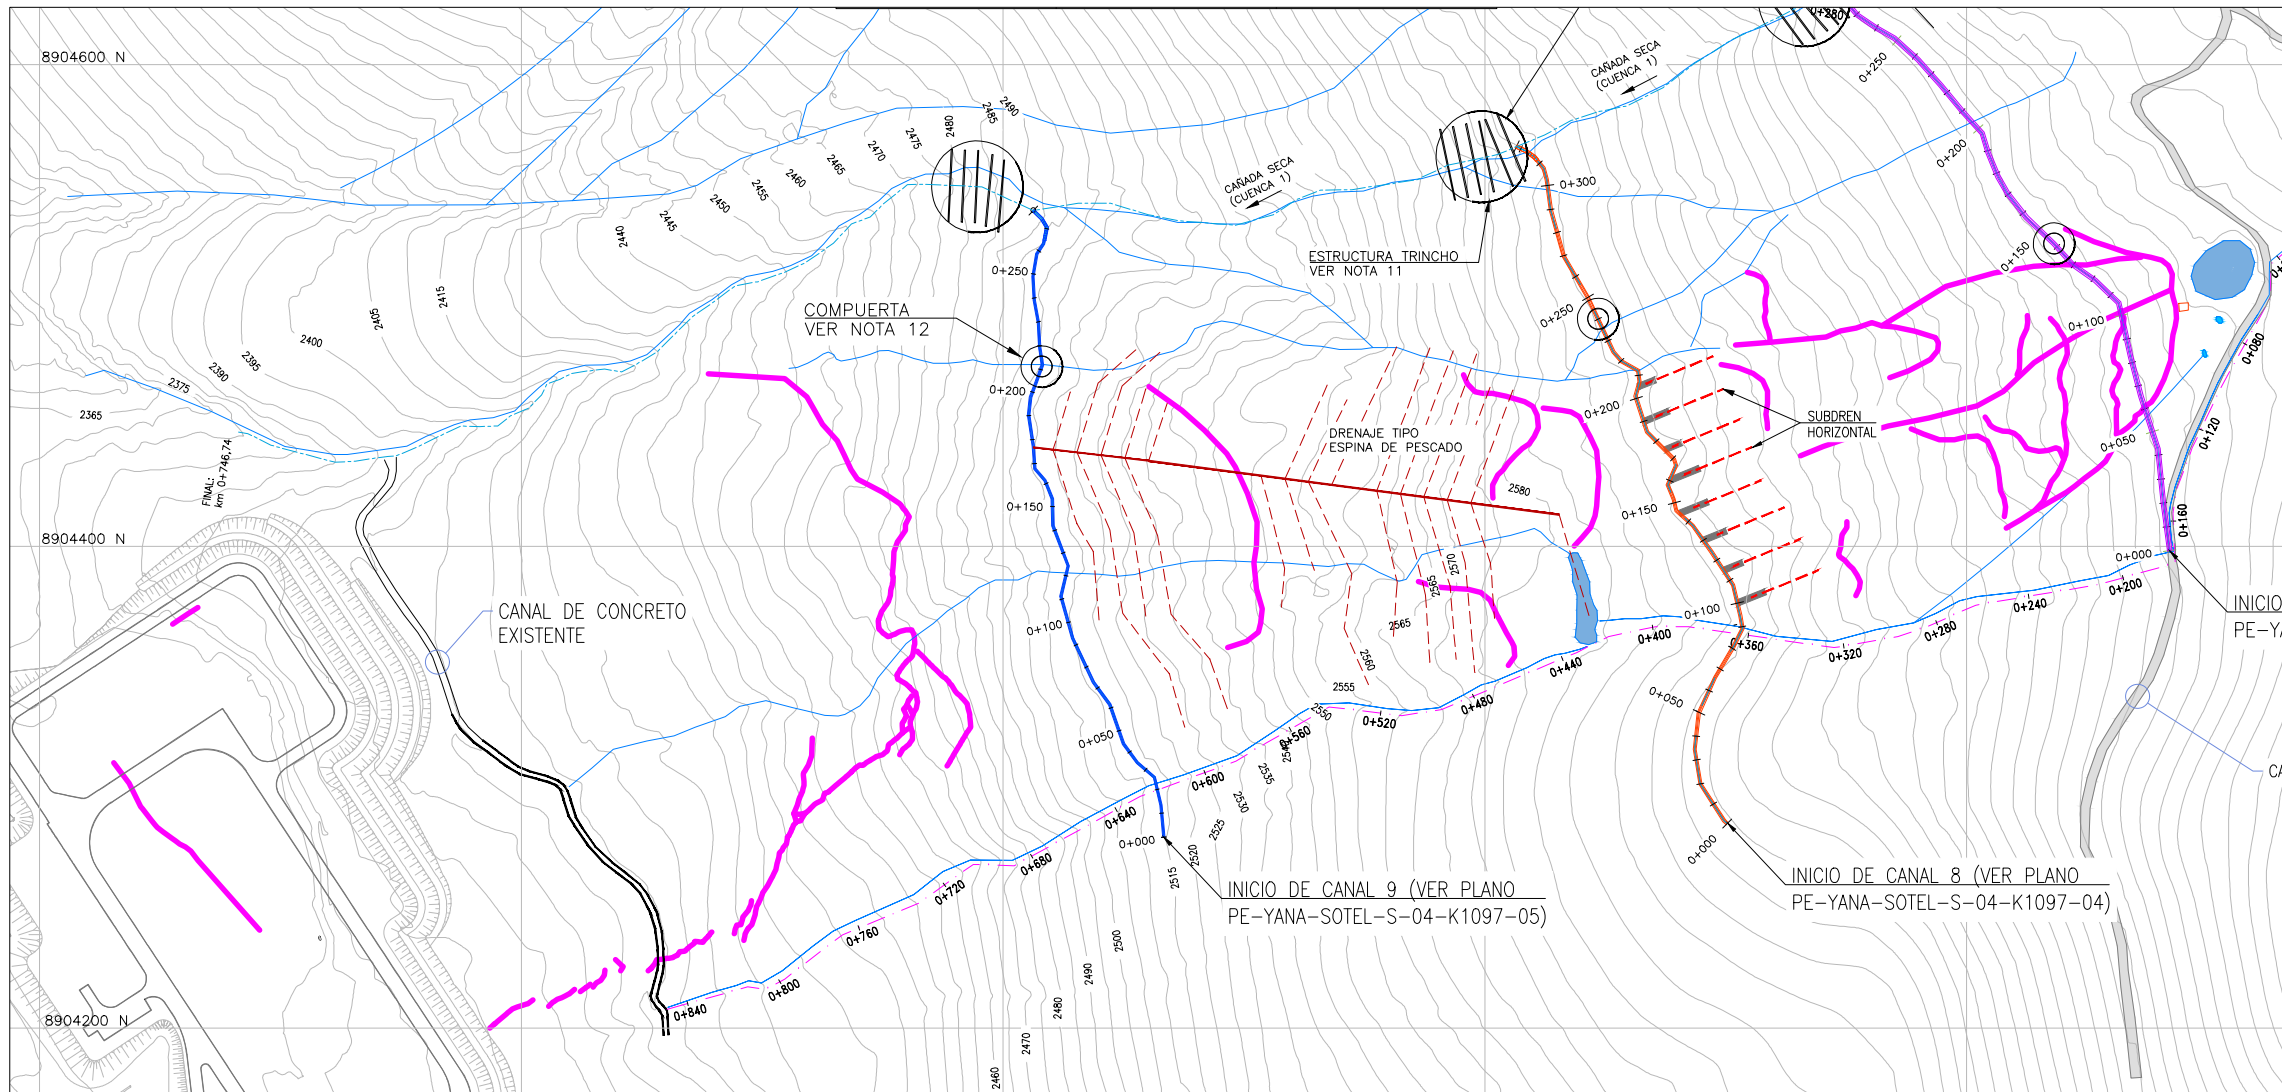 0+280
8904600 N
CAÑADA SECA
(CUENCA 1)
0+250
2490
2485
2480
2475
2470
2465
2460
2455
2450
2445
2440
0+200
CAÑADA SECA
(CUENCA 1)
0+300
ESTRUCTURA TRINCHO
VER NOTA 11
0+150
0+250
COMPUERTA
VER NOTA 12
0+250
0+100
0+080
2415
2405
2400
2395
2390
2375
2365
0+200
0+200
SUBDREN
HORIZONTAL
DRENAJE TIPO
ESPINA DE PESCADO
0+050
0+120
FINAL:
km 0+746,74
2580
0+150
0+150
0+160
8904400 N
0+000
0+200
2570
2565
2565
2560
2555
2550
0+100
0+100
0+240
0+280
0+320
0+360
0+400
0+440
0+480
0+520
0+560
0+600
0+640
0+680
0+720
0+760
0+800
0+840
CANAL DE CONCRETO
EXISTENTE
INICIO
PE-YA
0+050
0+050
CA
2535
2530
2525
2520
2515
2500
2490
2480
2470
2460
0+000
0+000
INICIO DE CANAL 9 (VER PLANO
PE-YANA-SOTEL-S-04-K1097-05)
INICIO DE CANAL 8 (VER PLANO
PE-YANA-SOTEL-S-04-K1097-04)
8904200 N